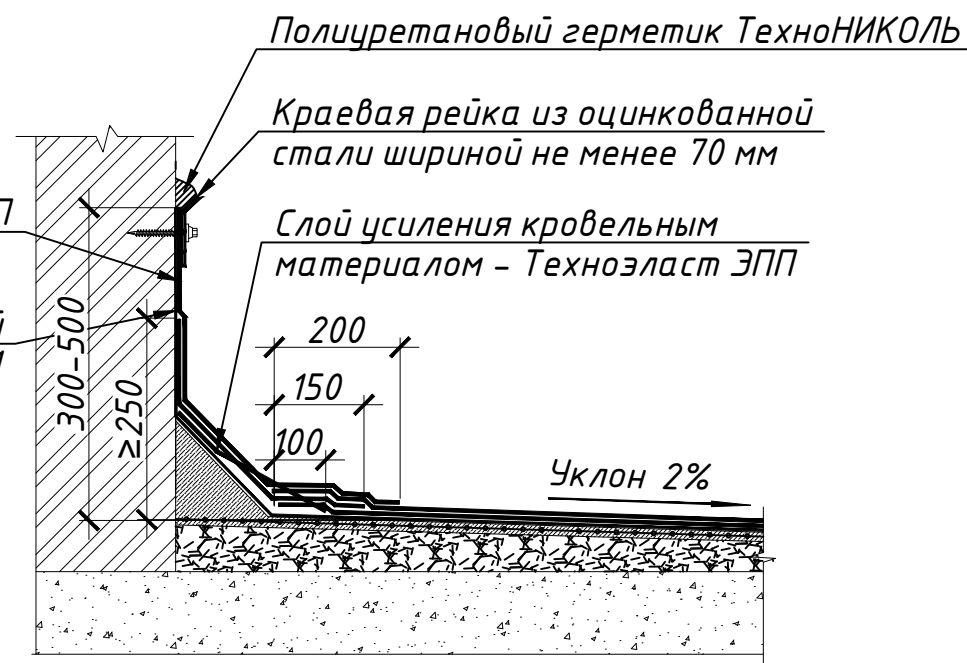 Полиуретановый герметик ТехноНИКОЛЬ
Краевая рейка из оцинкованной
стали шириной не менее 70 мм
Слой усиления кровельным
материалом – Техноэласт ЭПП
П
300-500
≥250
200
150
100
Уклон 2%